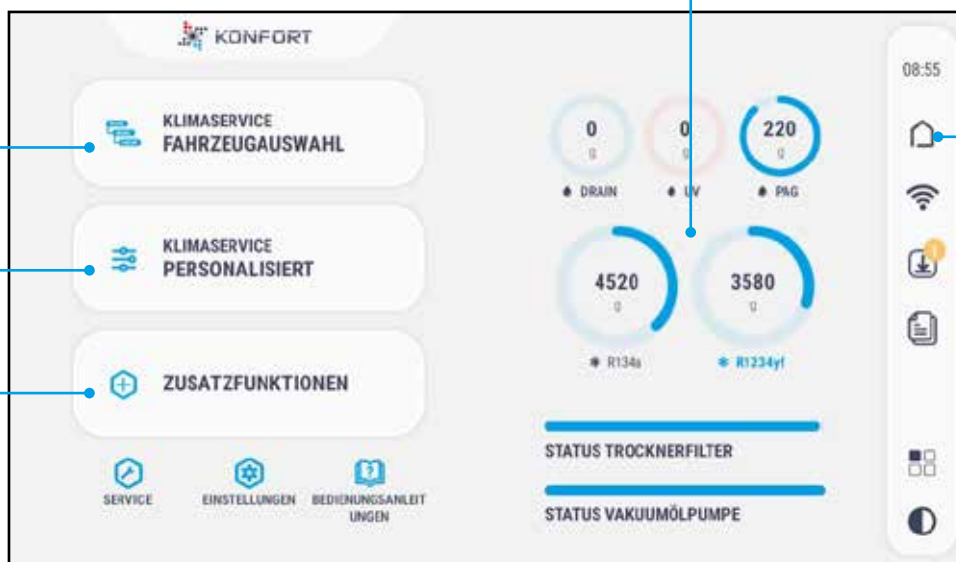 KONFORT
08:55
KLIMASERVICE
FAHRZEUGAUSWAHL
KLIMASERVICE
PERSONALISIERT
ZUSATZFUNKTIONEN
SERVICE
EINSTELLUNGEN
BEDIENUNGSANLEIT
UNGEN
0
g
DRAIN
0
g
UV
220
g
PAG
4520
g
R134a
3580
g
R1234yf
STATUS TROCKNERFILTER
STATUS VAKUUMÖLPUMPE
1